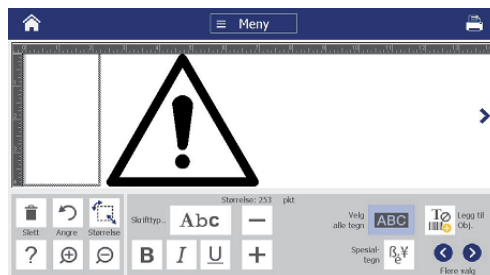 ≡ Meny
Størrelse: 253 pkt
Skrifttyp... Abc
Velg alle tegn ABC
Legg til Obj.
Slett Angre Størrelse
B I U
Spesial-tegn
Flere valg